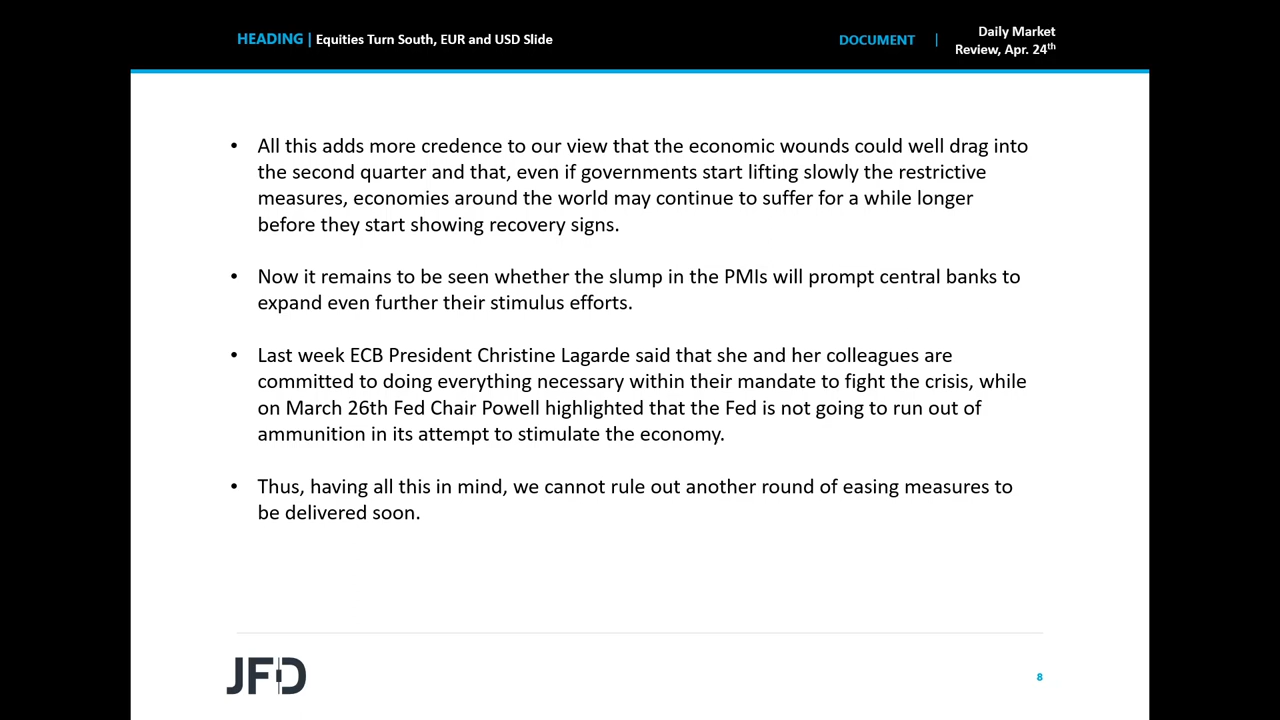 HEADING | Equities Turn South, EUR and USD Slide
DOCUMENT |
Daily Market
Review, Apr. 24th
• All this adds more credence to our view that the economic wounds could well drag into
the second quarter and that, even if governments start lifting slowly the restrictive
measures, economies around the world may continue to suffer for a while longer
before they start showing recovery signs.
• Now it remains to be seen whether the slump in the PMIs will prompt central banks to
expand even further their stimulus efforts.
• Last week ECB President Christine Lagarde said that she and her colleagues are
committed to doing everything necessary within their mandate to fight the crisis, while
on March 26th Fed Chair Powell highlighted that the Fed is not going to run out of
ammunition in its attempt to stimulate the economy.
• Thus, having all this in mind, we cannot rule out another round of easing measures to
be delivered soon.
JFD
8